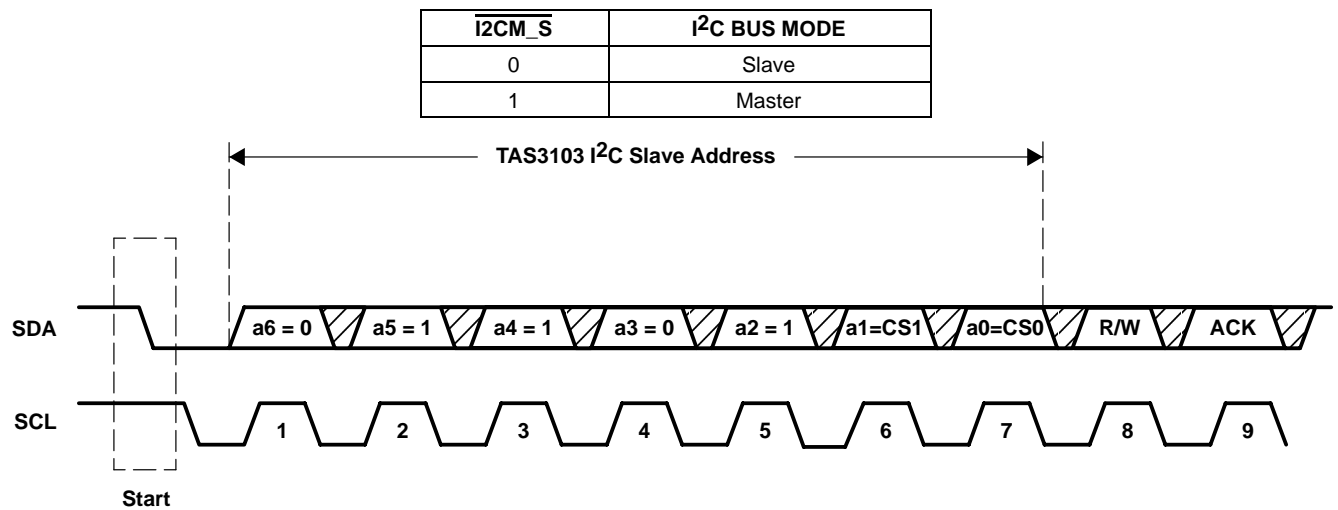 I2CM_S I2C BUS MODE
0 Slave
1 Master
TAS3103 I2C Slave Address
SDA a6 = 0 a5 = 1 a4 = 1 a3 = 0 a2 = 1 a1=CS1 a0=CS0 R/W ACK
SCL 1 2 3 4 5 6 7 8 9
Start